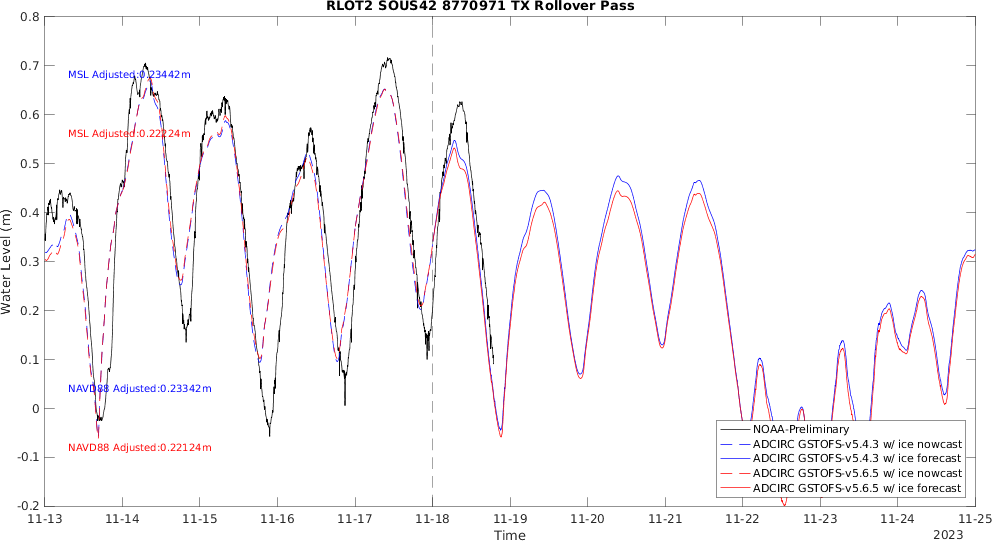 RLOT2 SOUS42 8770971 TX Rollover Pass
0.8
0.7
0.6
0.5
0.4
0.3
0.2
0.1
0
-0.1
-0.2
Water Level (m)
MSL Adjusted:0.23442m
MSL Adjusted:0.22224m
NAVD88 Adjusted:0.23342m
NAVD88 Adjusted:0.22124m
NOAA-Preliminary
ADCIRC GSTOFS-v5.4.3 w/ ice nowcast
ADCIRC GSTOFS-v5.4.3 w/ ice forecast
ADCIRC GSTOFS-v5.6.5 w/ ice nowcast
ADCIRC GSTOFS-v5.6.5 w/ ice forecast
11-13 11-14 11-15 11-16 11-17 11-18 11-19 11-20 11-21 11-22 11-23 11-24 11-25
Time
2023